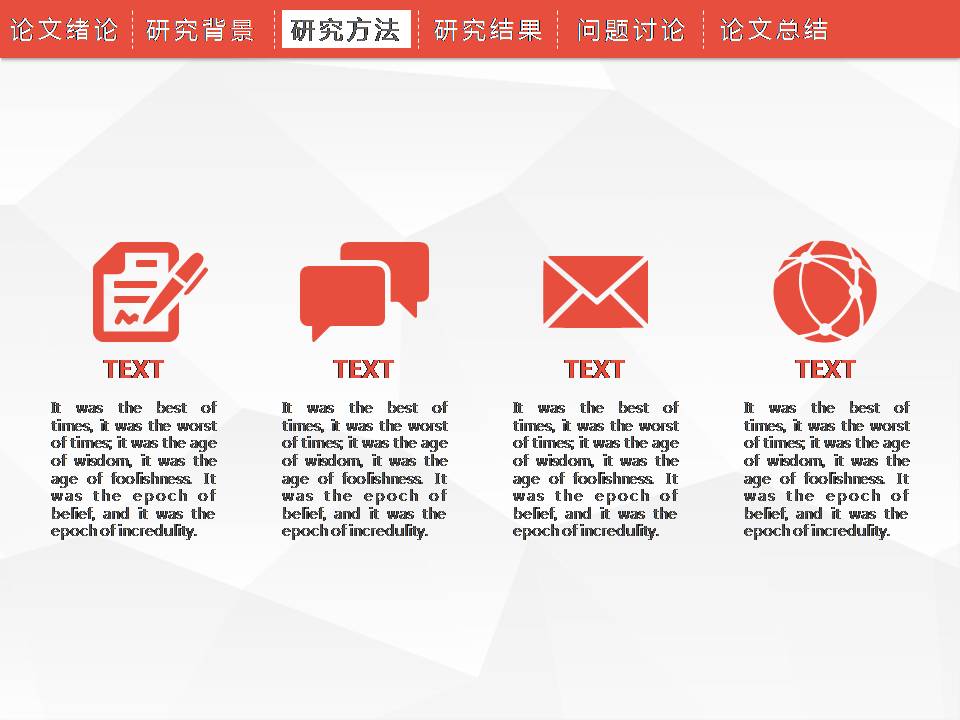 论文绪论 研究背景 研究方法 研究结果 问题讨论 论文总结
TEXT
It was the best of
times, it was the worst
of times; it was the age
of wisdom, it was the
age of foolishness. It
was the epoch of
belief, and it was the
epoch of incredulity.
TEXT
It was the best of
times, it was the worst
of times; it was the age
of wisdom, it was the
age of foolishness. It
was the epoch of
belief, and it was the
epoch of incredulity.
TEXT
It was the best of
times, it was the worst
of times; it was the age
of wisdom, it was the
age of foolishness. It
was the epoch of
belief, and it was the
epoch of incredulity.
TEXT
It was the best of
times, it was the worst
of times; it was the age
of wisdom, it was the
age of foolishness. It
was the epoch of
belief, and it was the
epoch of incredulity.